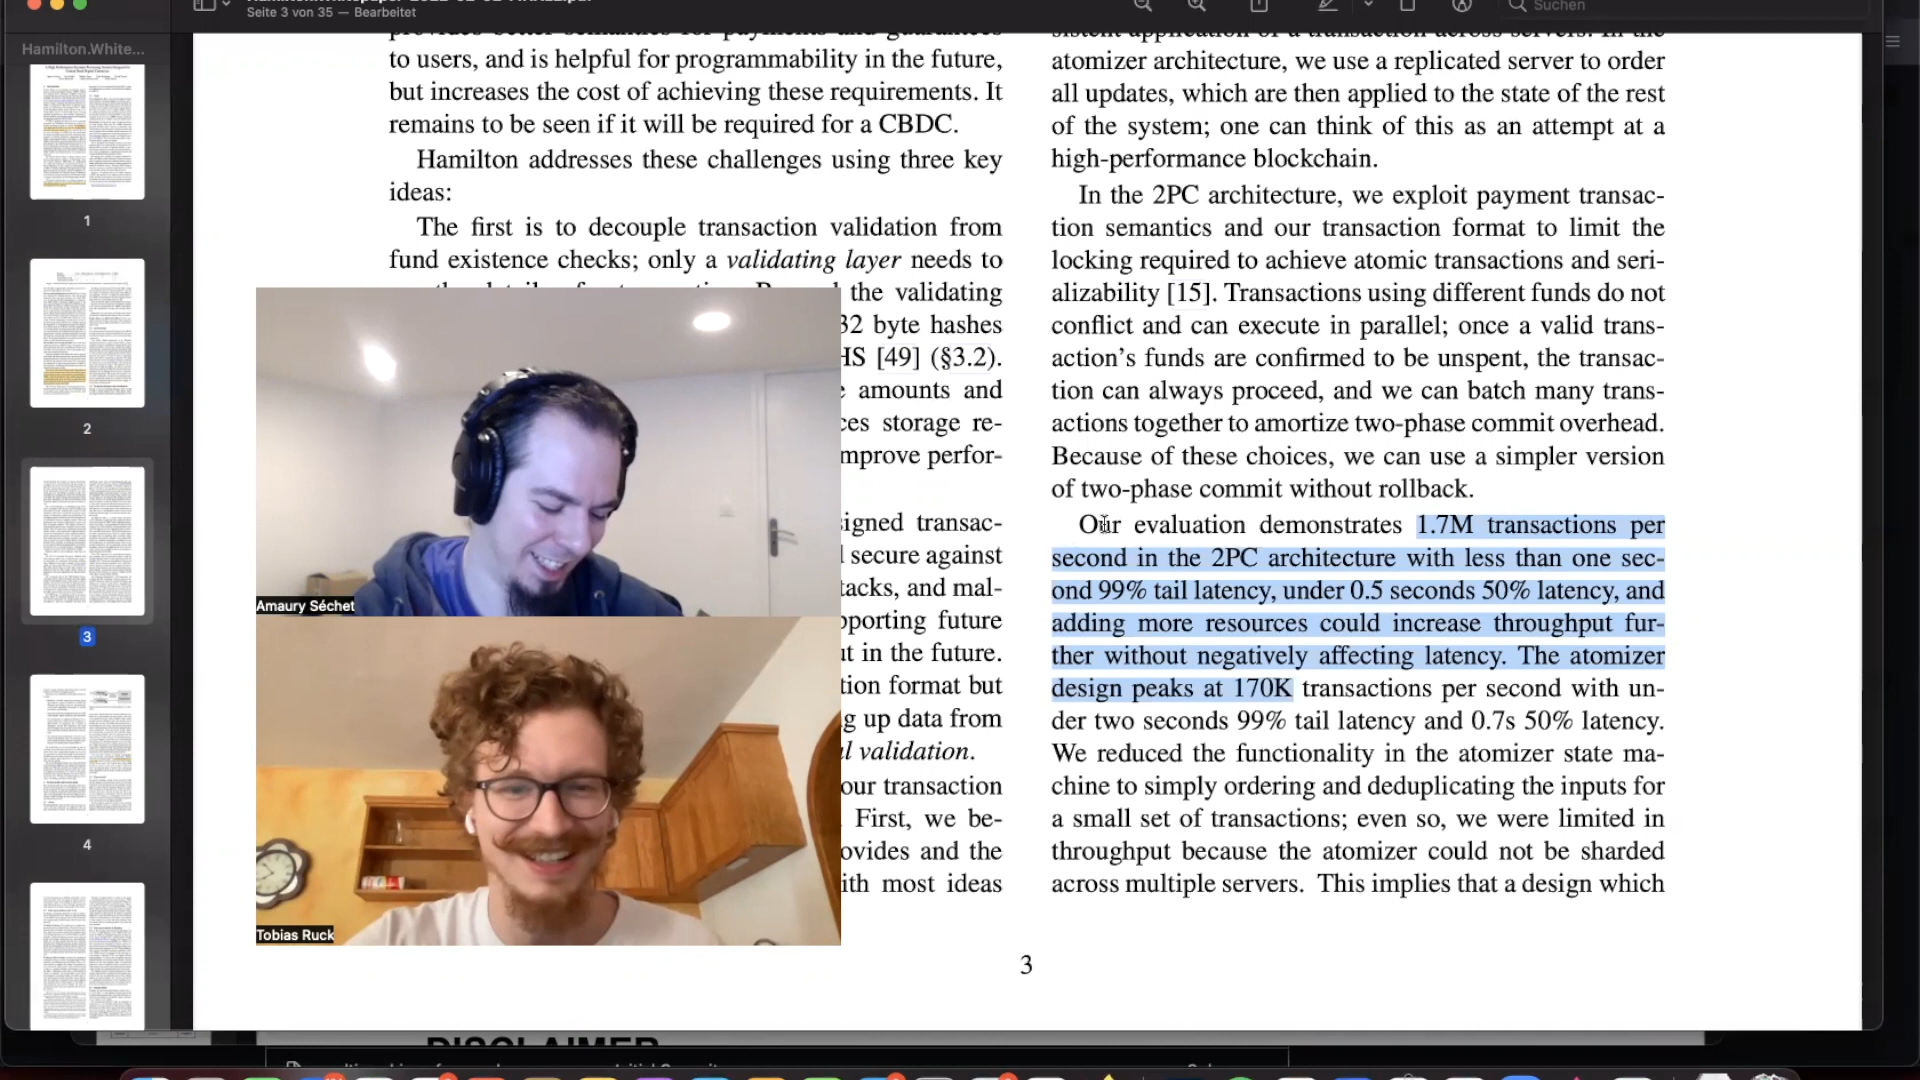 Seite 3 von 35 — Bearbeitet
Suchen
Hamilton.White...
1
2
3
4
provides better semantics for payments and guarantees
to users, and is helpful for programmability in the future,
but increases the cost of achieving these requirements. It
remains to be seen if it will be required for a CBDC.
Hamilton addresses these challenges using three key
ideas:
The first is to decouple transaction validation from
fund existence checks; only a validating layer needs to
the validating
32 byte hashes
HS [49] (§3.2).
amounts and
ces storage re-
mprove perfor-
igned transac-
secure against
tacks, and mal-
pporting future
ut in the future.
tion format but
g up data from
l validation.
our transaction
First, we be-
ovides and the
ith most ideas
Amaury Séchet
Tobias Ruck
sistent application of a transaction across servers. In the
atomizer architecture, we use a replicated server to order
all updates, which are then applied to the state of the rest
of the system; one can think of this as an attempt at a
high-performance blockchain.
In the 2PC architecture, we exploit payment transac-
tion semantics and our transaction format to limit the
locking required to achieve atomic transactions and seri-
alizability [15]. Transactions using different funds do not
conflict and can execute in parallel; once a valid trans-
action's funds are confirmed to be unspent, the transac-
tion can always proceed, and we can batch many trans-
actions together to amortize two-phase commit overhead.
Because of these choices, we can use a simpler version
of two-phase commit without rollback.
Our evaluation demonstrates 1.7M transactions per
second in the 2PC architecture with less than one sec-
ond 99% tail latency, under 0.5 seconds 50% latency, and
adding more resources could increase throughput fur-
ther without negatively affecting latency. The atomizer
design peaks at 170K transactions per second with un-
der two seconds 99% tail latency and 0.7s 50% latency.
We reduced the functionality in the atomizer state ma-
chine to simply ordering and deduplicating the inputs for
a small set of transactions; even so, we were limited in
throughput because the atomizer could not be sharded
across multiple servers. This implies that a design which
3
DISCLAIMER